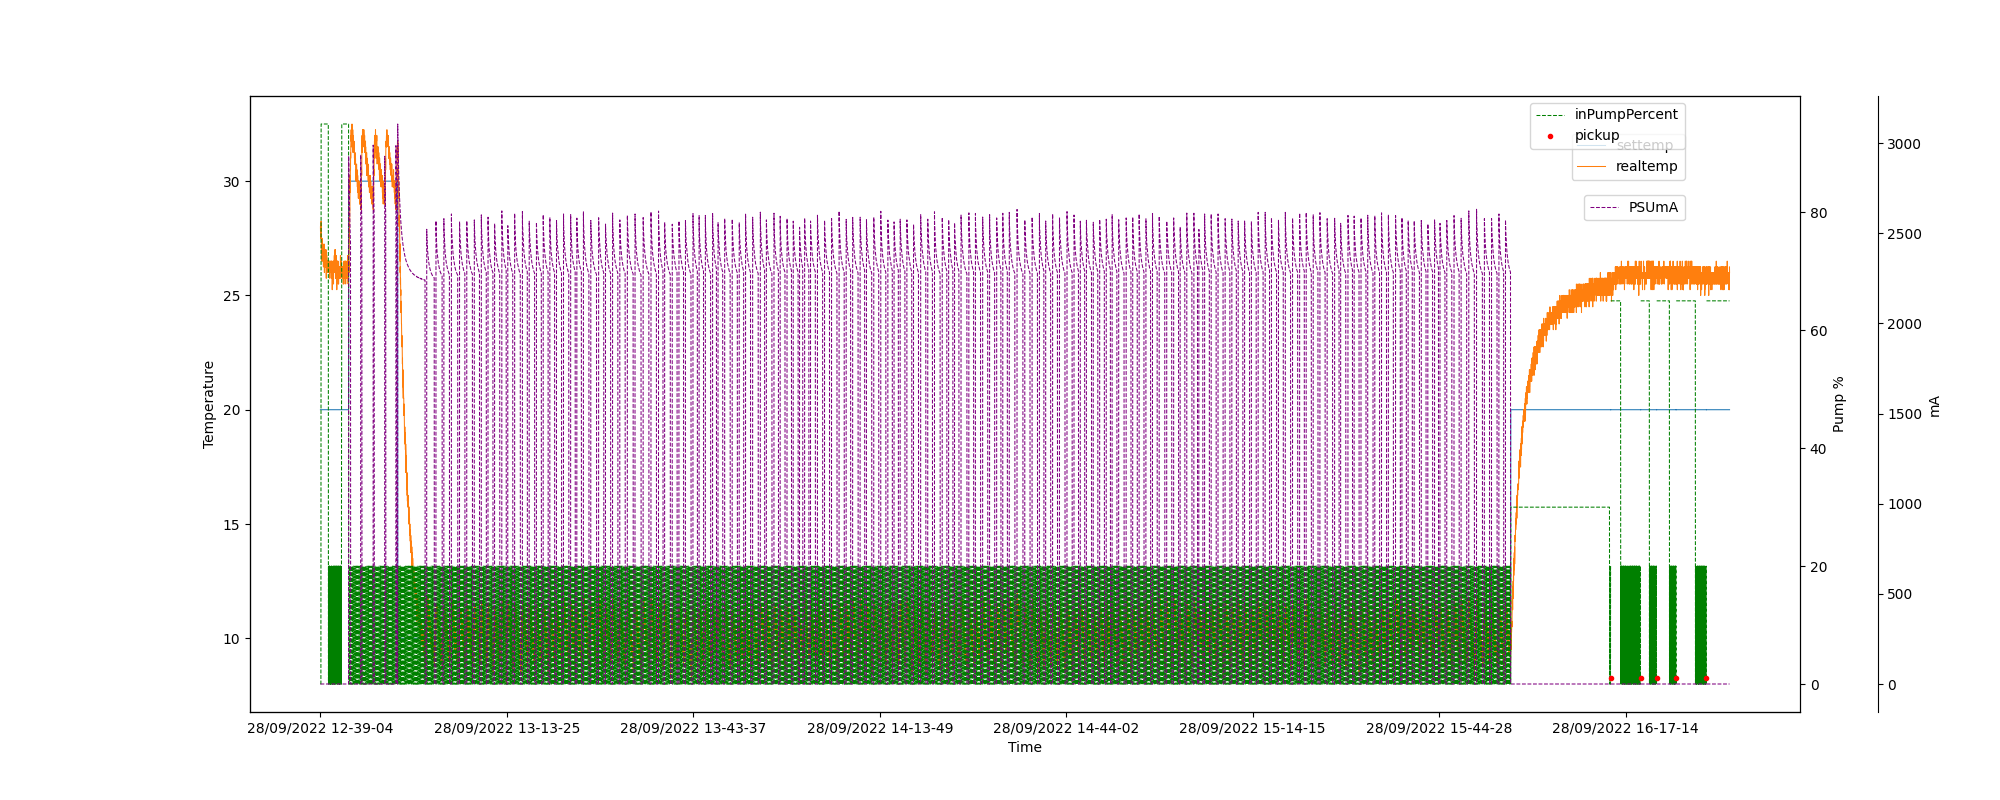 inPumpPercent
pickup
settemp
realtemp
PSUmA
30
25
20
15
10
Temperature
80
60
40
20
0
Pump %
3000
2500
2000
1500
1000
500
0
mA
28/09/2022 12-39-04
28/09/2022 13-13-25
28/09/2022 13-43-37
28/09/2022 14-13-49
28/09/2022 14-44-02
28/09/2022 15-14-15
28/09/2022 15-44-28
28/09/2022 16-17-14
Time